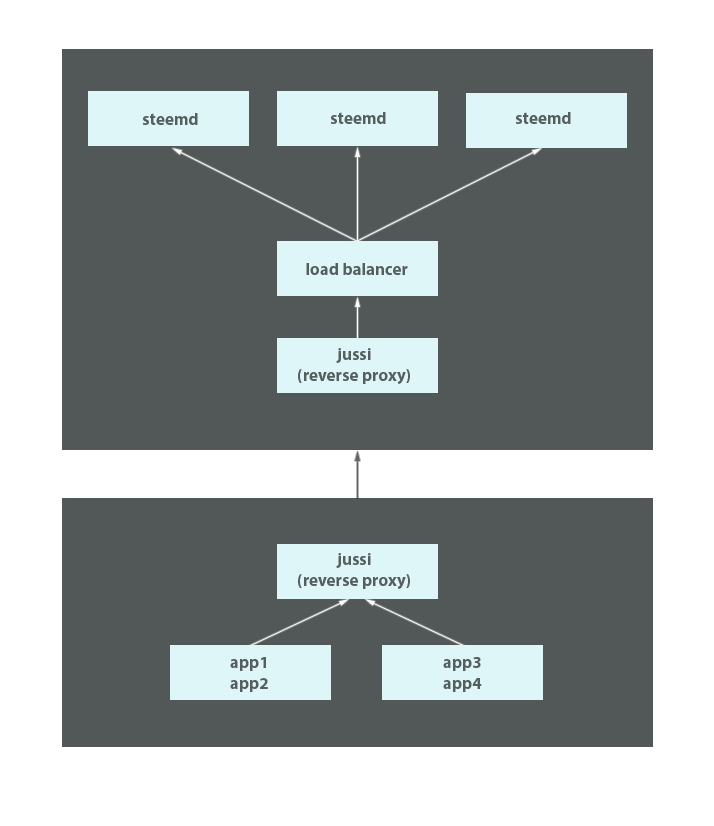 steemd
steemd
steemd
load balancer
jussi
(reverse proxy)
jussi
(reverse proxy)
app1
app2
app3
app4